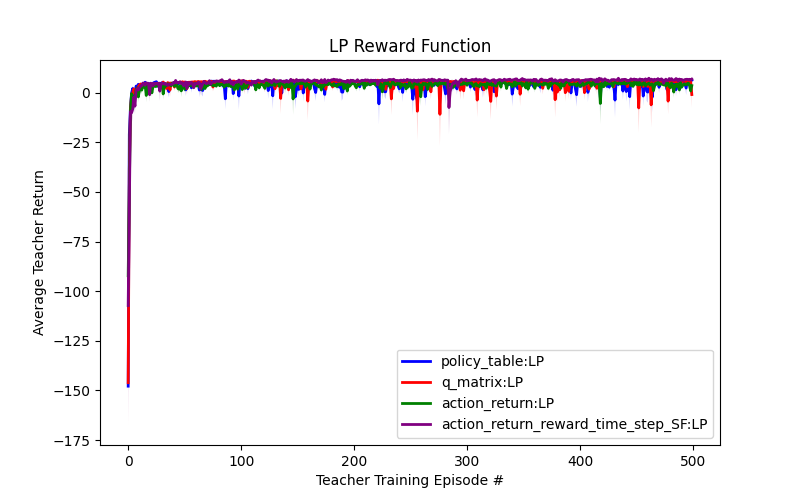 LP Reward Function
Average Teacher Return
0
−25
−50
−75
−100
−125
−150
−175
0
100
200
300
400
500
Teacher Training Episode #
policy_table:LP
q_matrix:LP
action_return:LP
action_return_reward_time_step_SF:LP